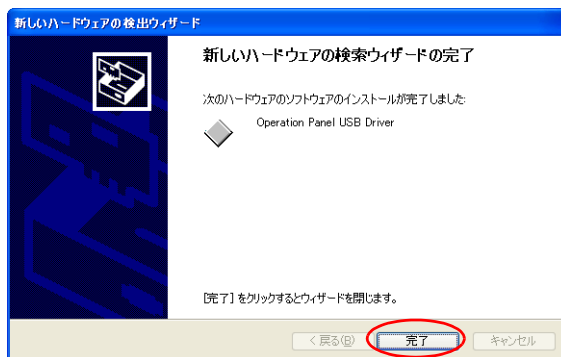 新しいハードウェアの検出ウィザード
新しいハードウェアの検索ウィザードの完了
次のハードウェアのソフトウェアのインストールが完了しました:
Operation Panel USB Driver
[完了] をクリックするとウィザードを閉じます。
< 戻る(B)
完了
キャンセル